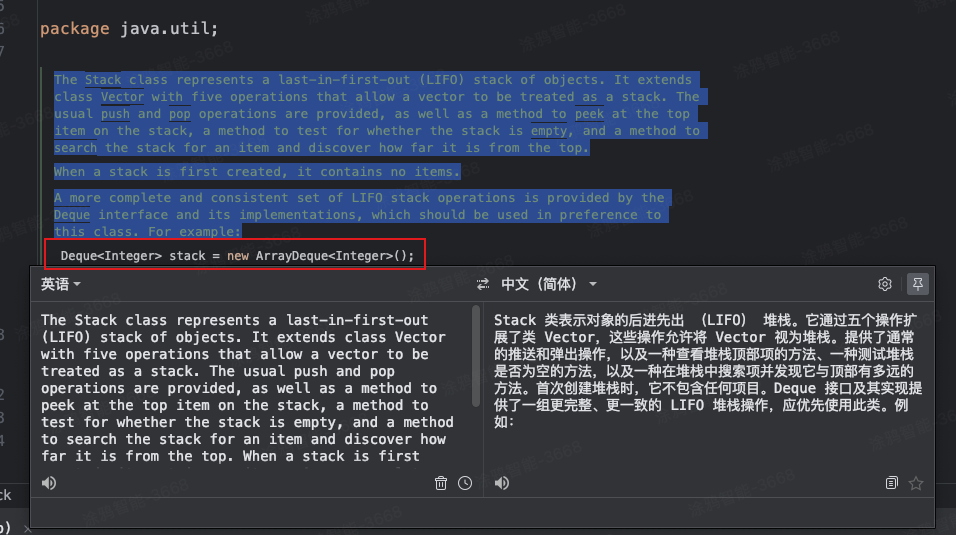 package java.util;
The Stack class represents a last-in-first-out (LIFO) stack of objects. It extends
class Vector with five operations that allow a vector to be treated as a stack. The
usual push and pop operations are provided, as well as a method to peek at the top
item on the stack, a method to test for whether the stack is empty, and a method to
search the stack for an item and discover how far it is from the top.
When a stack is first created, it contains no items.
A more complete and consistent set of LIFO stack operations is provided by the
Deque interface and its implementations, which should be used in preference to
this class. For example:
Deque<Integer> stack = new ArrayDeque<Integer>();
英语
中文（简体）
The Stack class represents a last-in-first-out
(LIFO) stack of objects. It extends class Vector
with five operations that allow a vector to be
treated as a stack. The usual push and pop
operations are provided, as well as a method to
peek at the top item on the stack, a method to
test for whether the stack is empty, and a method
to search the stack for an item and discover how
far it is from the top. When a stack is first
Stack 类表示对象的后进先出 （LIFO） 堆栈。它通过五个操作扩
展了类 Vector，这些操作允许将 Vector 视为堆栈。提供了通常
的推送和弹出操作，以及一种查看堆栈顶部项的方法、一种测试堆栈
是否为空的方法，以及一种在堆栈中搜索项并发现它与顶部有多远的
方法。首次创建堆栈时，它不包含任何项目。Deque 接口及其实现提
供了一组更完整、更一致的 LIFO 堆栈操作，应优先使用此类。例
如：